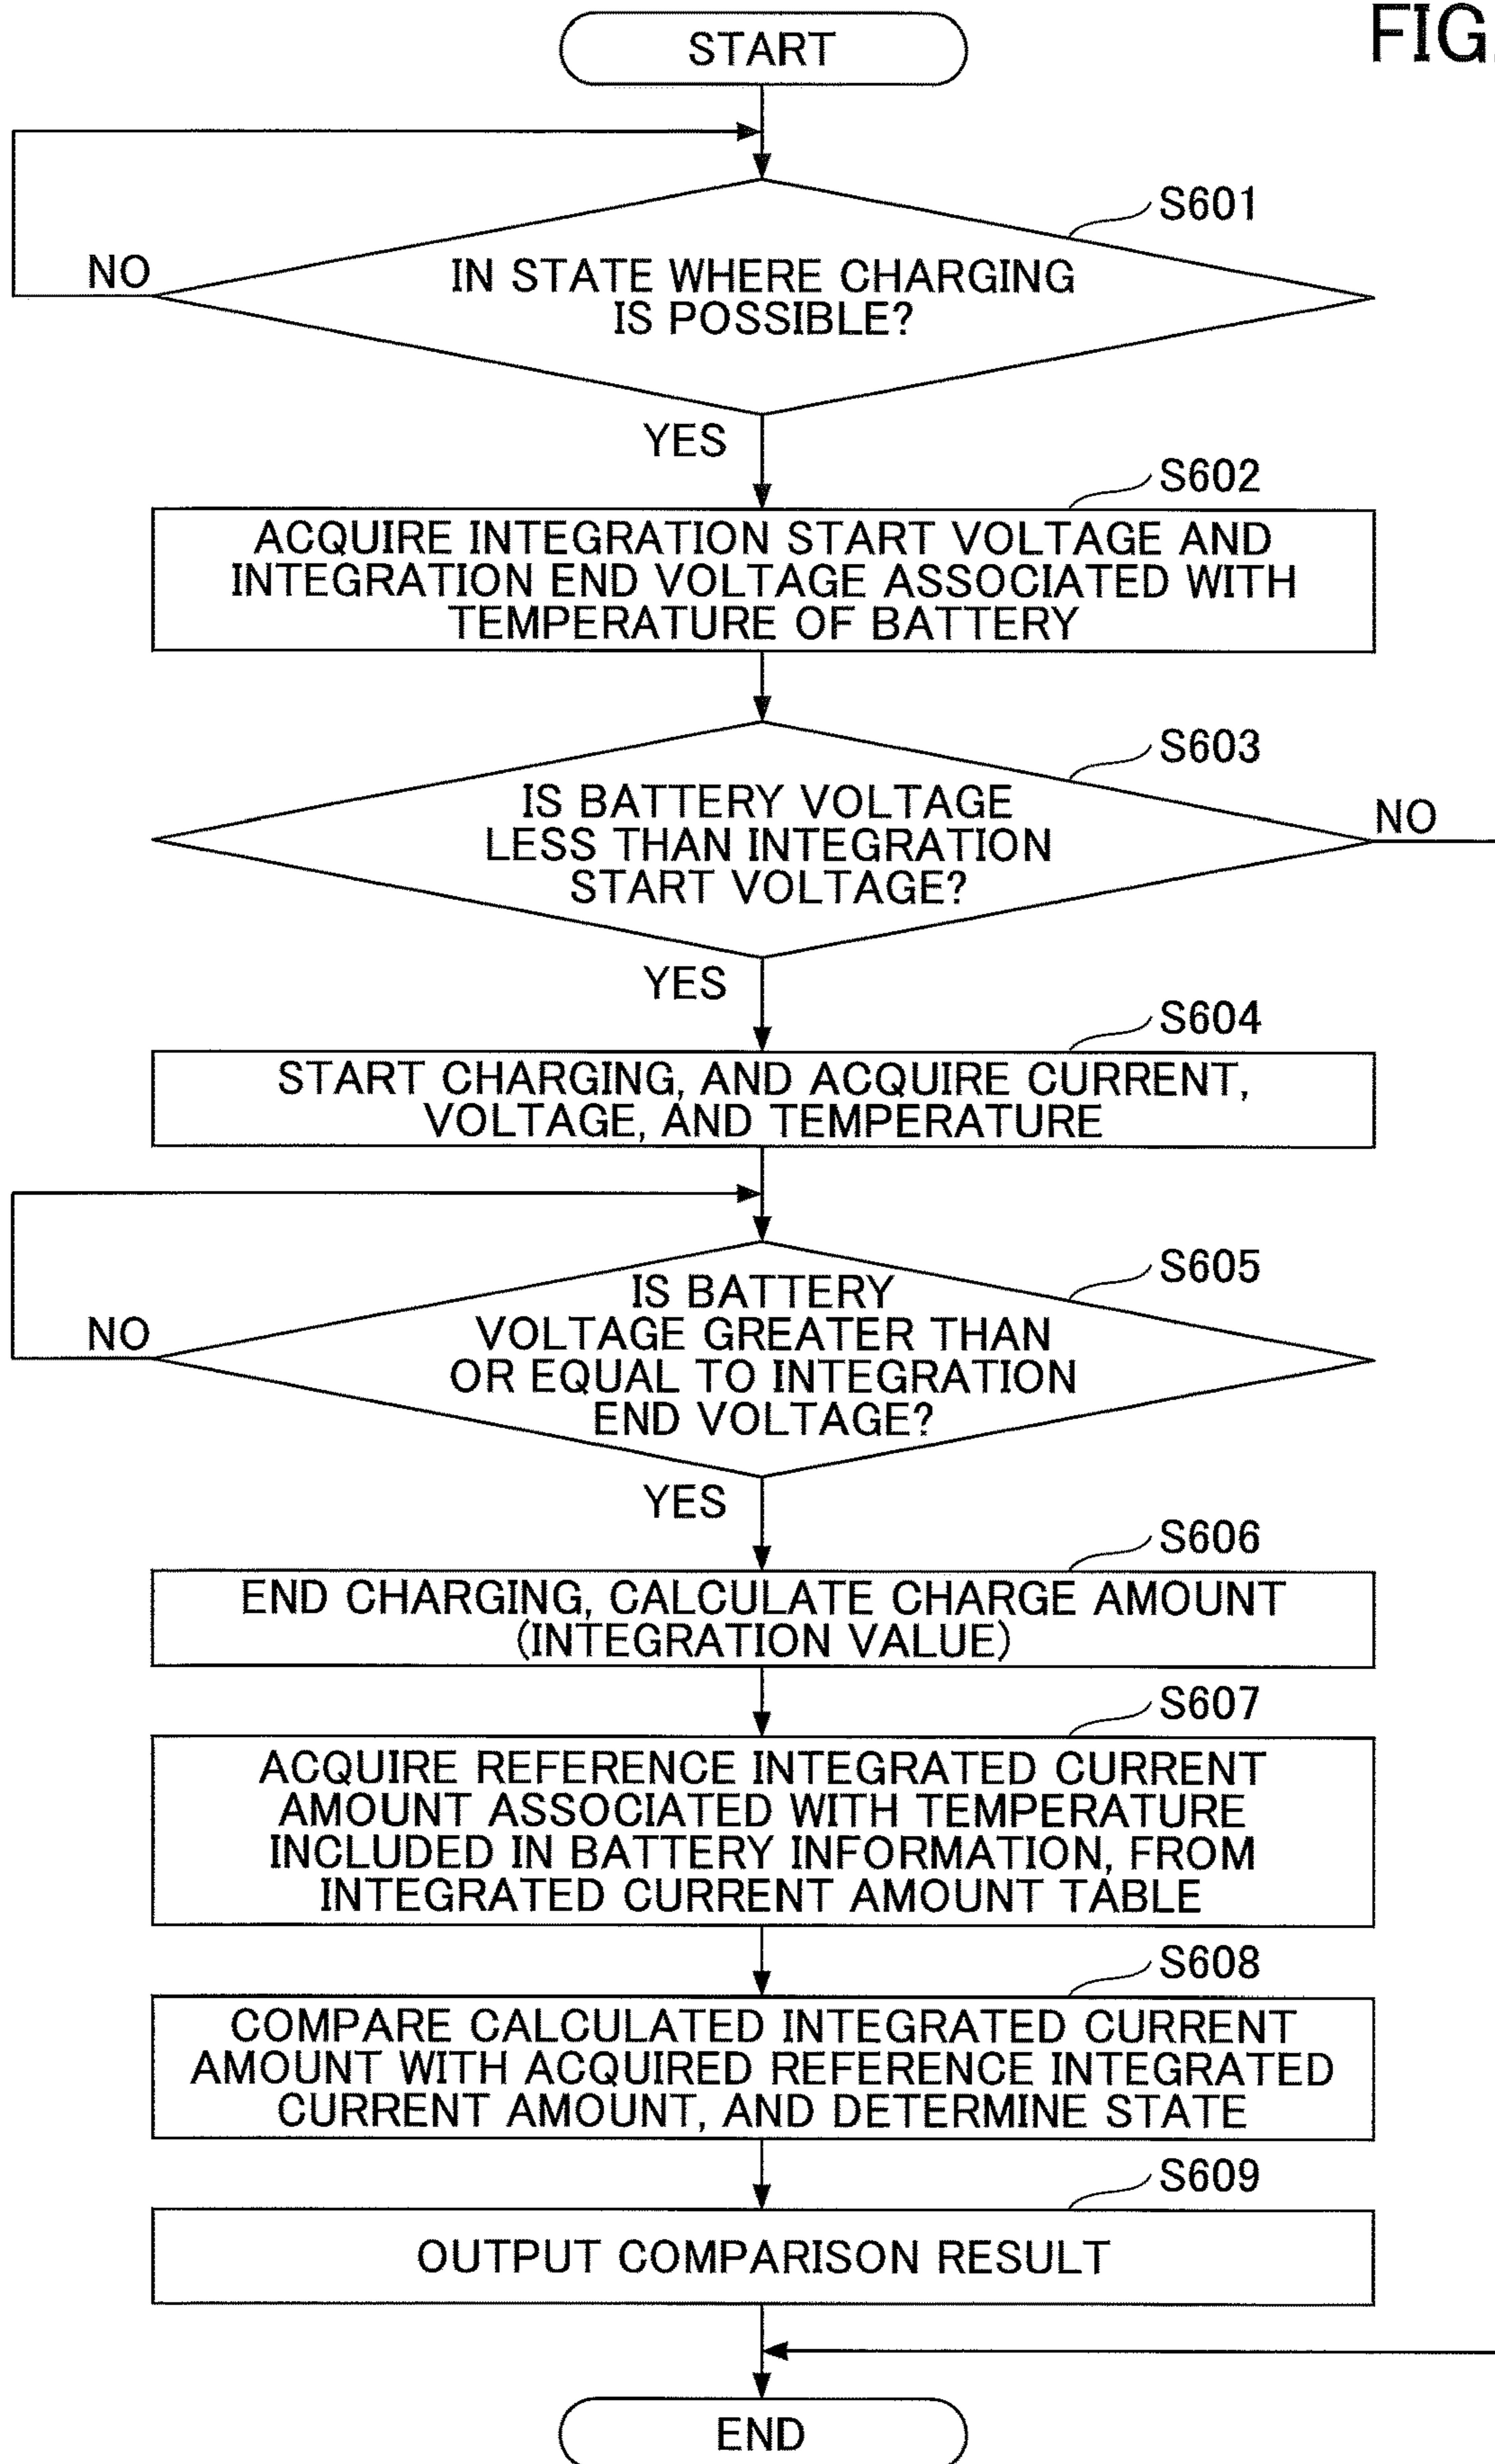 START
FIG.
S601
NO
IN STATE WHERE CHARGING
IS POSSIBLE?
YES
S602
ACQUIRE INTEGRATION START VOLTAGE AND
INTEGRATION END VOLTAGE ASSOCIATED WITH
TEMPERATURE OF BATTERY
S603
IS BATTERY VOLTAGE
LESS THAN INTEGRATION
START VOLTAGE?
NO
YES
S604
START CHARGING, AND ACQUIRE CURRENT,
VOLTAGE, AND TEMPERATURE
S605
NO
IS BATTERY
VOLTAGE GREATER THAN
OR EQUAL TO INTEGRATION
END VOLTAGE?
YES
S606
END CHARGING, CALCULATE CHARGE AMOUNT
(INTEGRATION VALUE)
S607
ACQUIRE REFERENCE INTEGRATED CURRENT
AMOUNT ASSOCIATED WITH TEMPERATURE
INCLUDED IN BATTERY INFORMATION, FROM
INTEGRATED CURRENT AMOUNT TABLE
S608
COMPARE CALCULATED INTEGRATED CURRENT
AMOUNT WITH ACQUIRED REFERENCE INTEGRATED
CURRENT AMOUNT, AND DETERMINE STATE
S609
OUTPUT COMPARISON RESULT
END